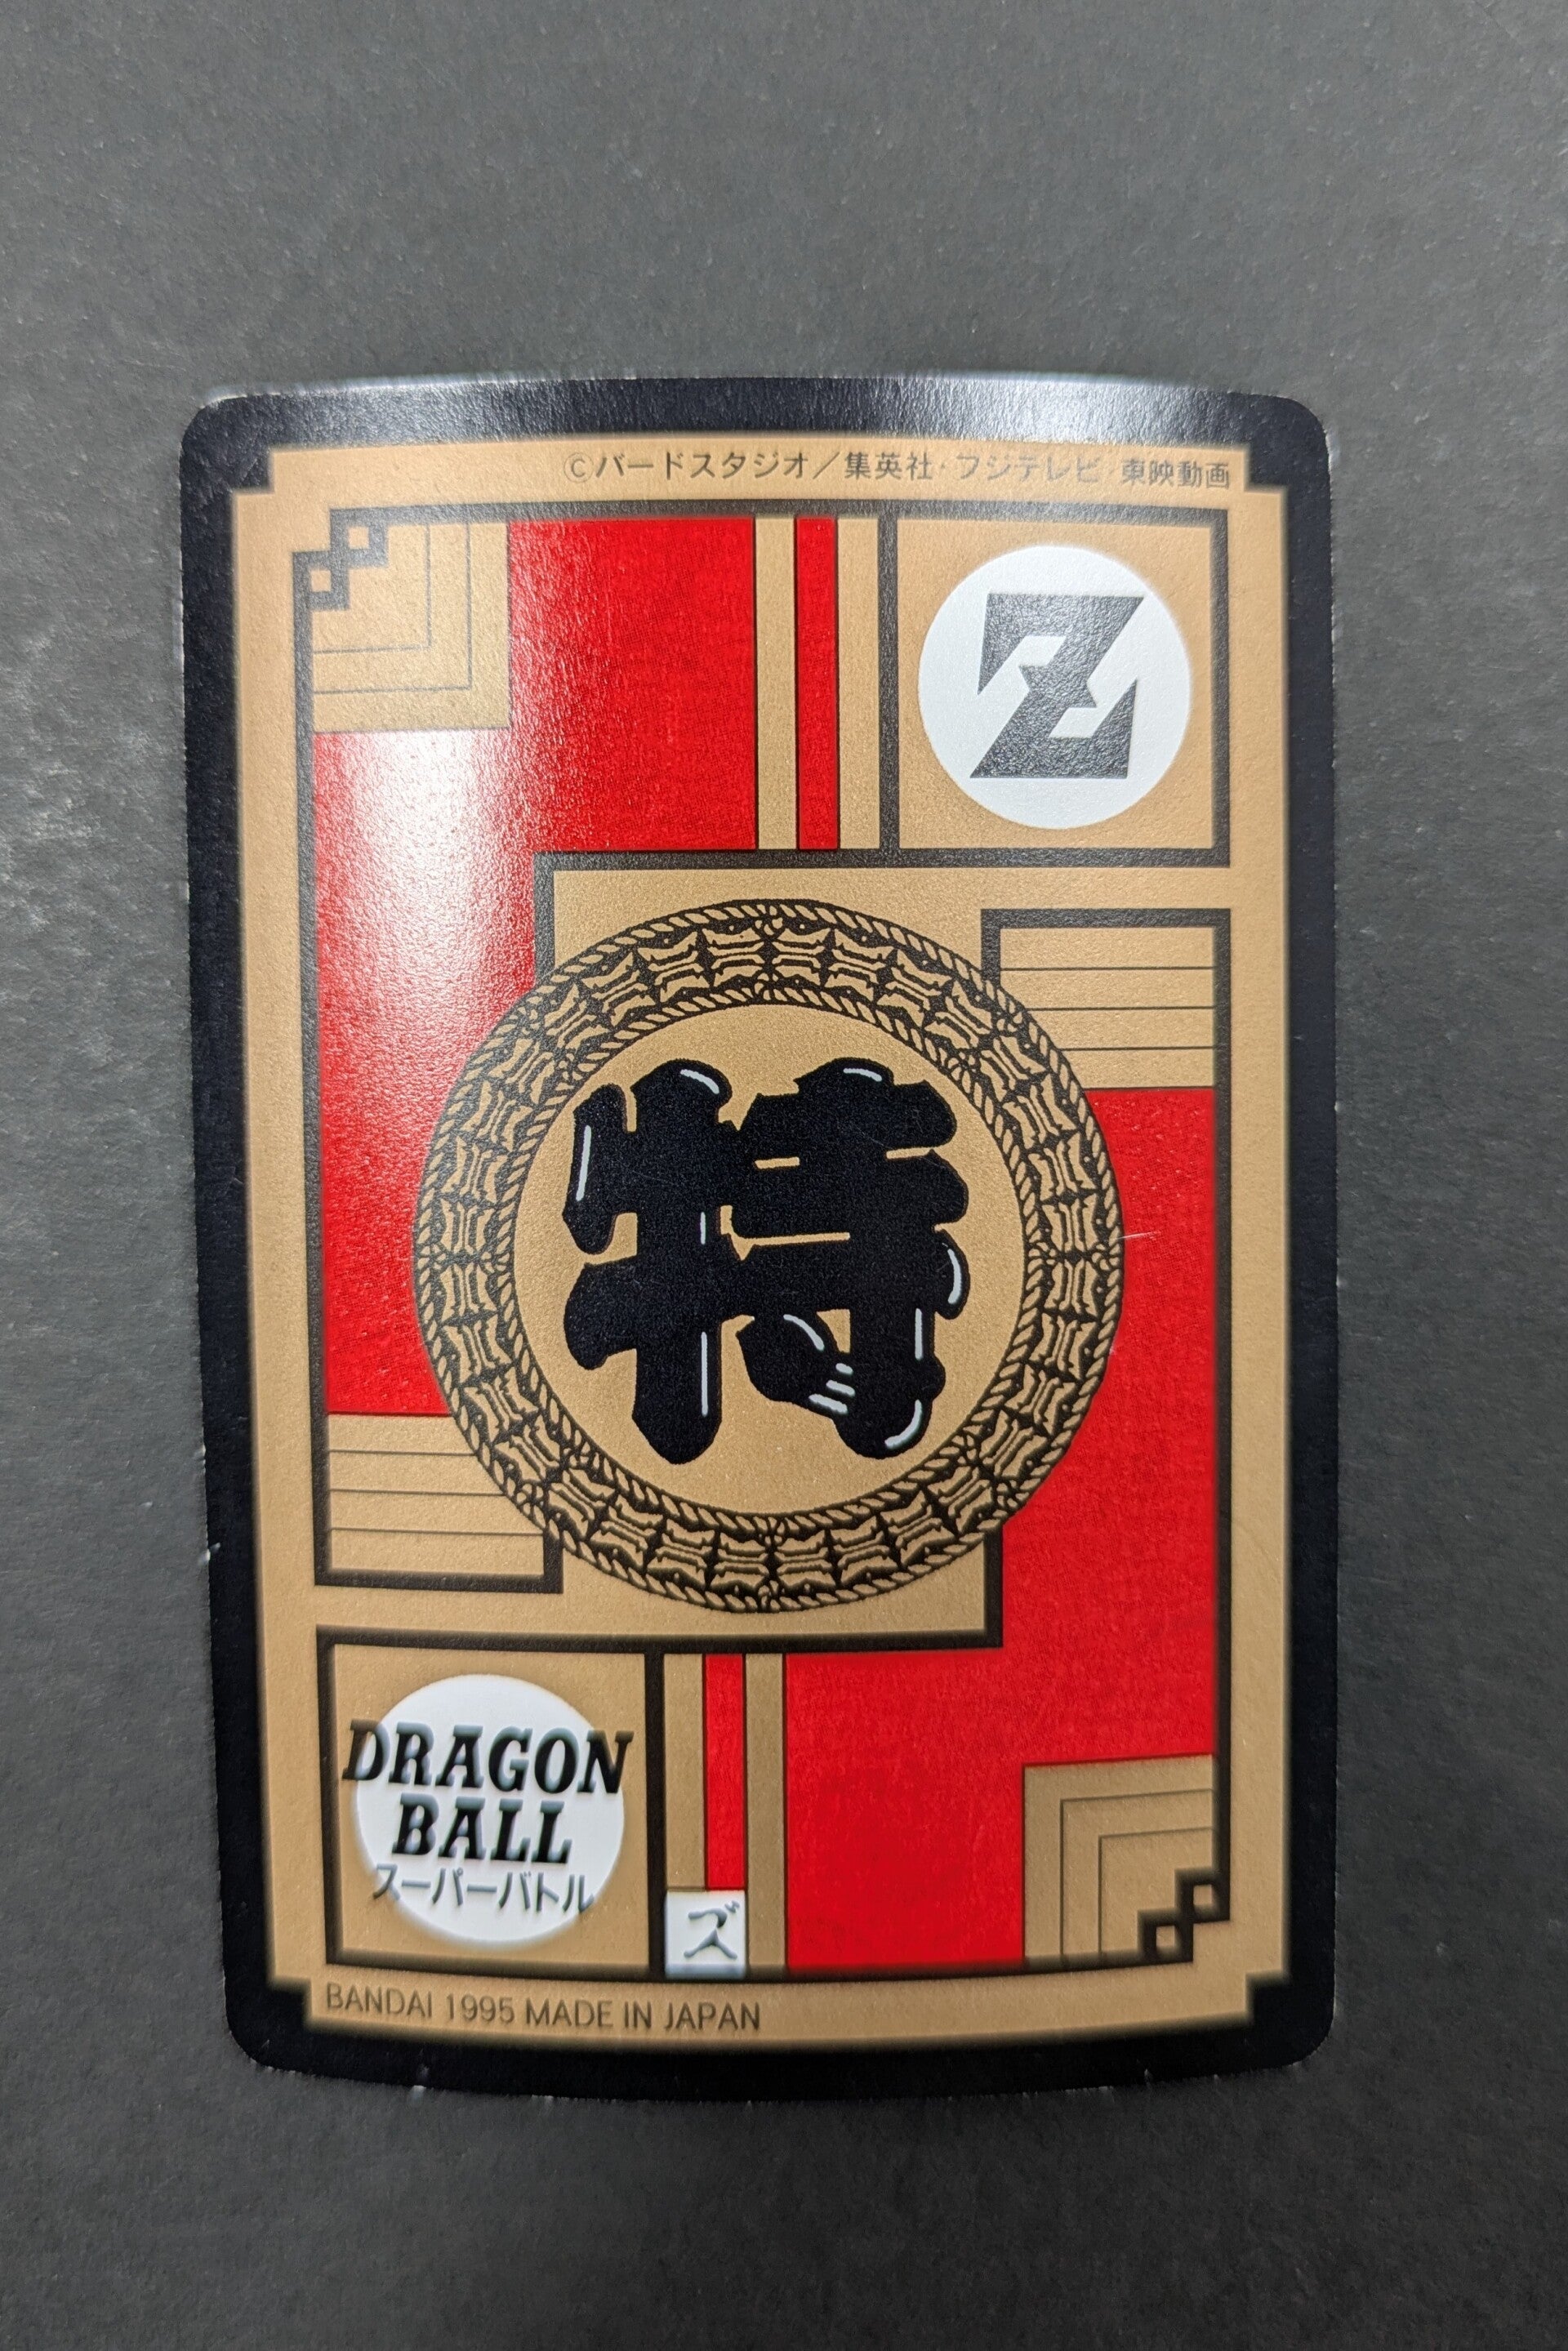 ©バードスタジオ／集英社・フジテレビ・東映動画
Z
特
DRAGON
BALL
スーパーバトル
ズ
BANDAI 1995 MADE IN JAPAN